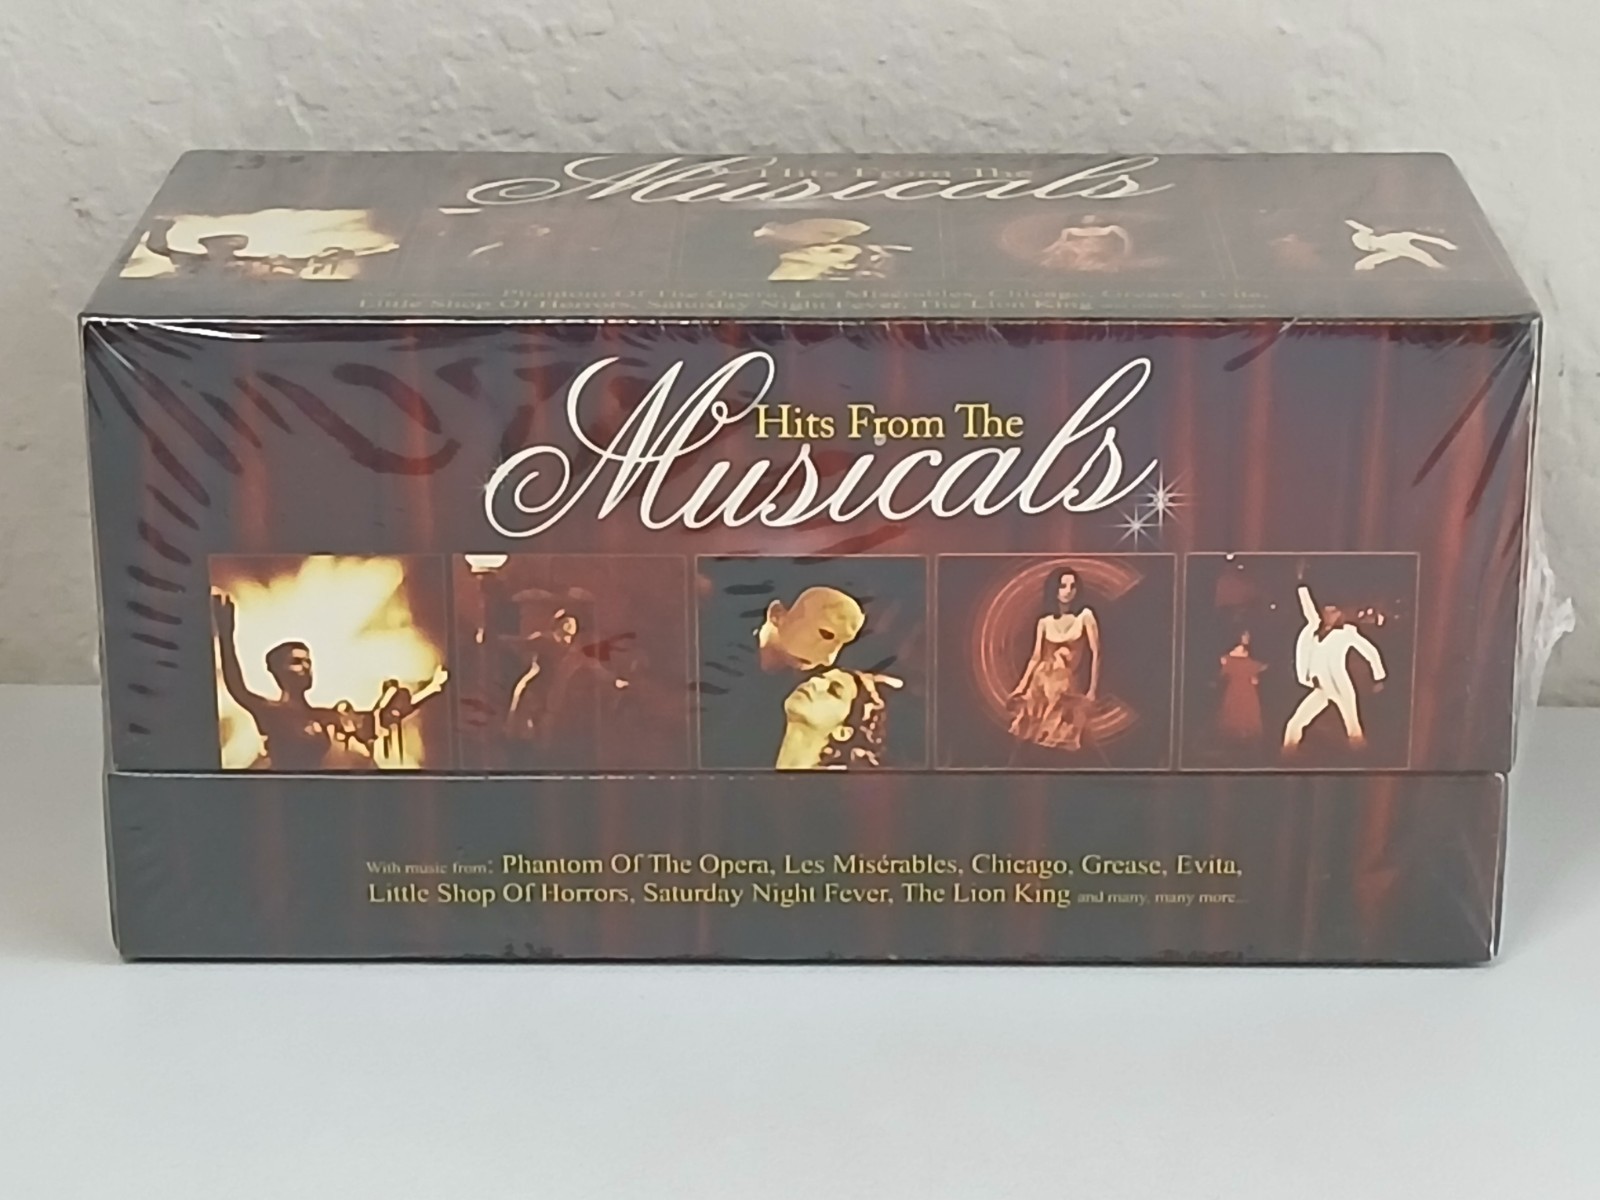 Hits From The
Musicals
Phantom Of The Opera, Les Misérables, Chicago, Grease, Evita,
Little Shop Of Horrors, Saturday Night Fever, The Lion King
Hits From The
Musicals
With music from: Phantom Of The Opera, Les Misérables, Chicago, Grease, Evita,
Little Shop Of Horrors, Saturday Night Fever, The Lion King and many, many more...